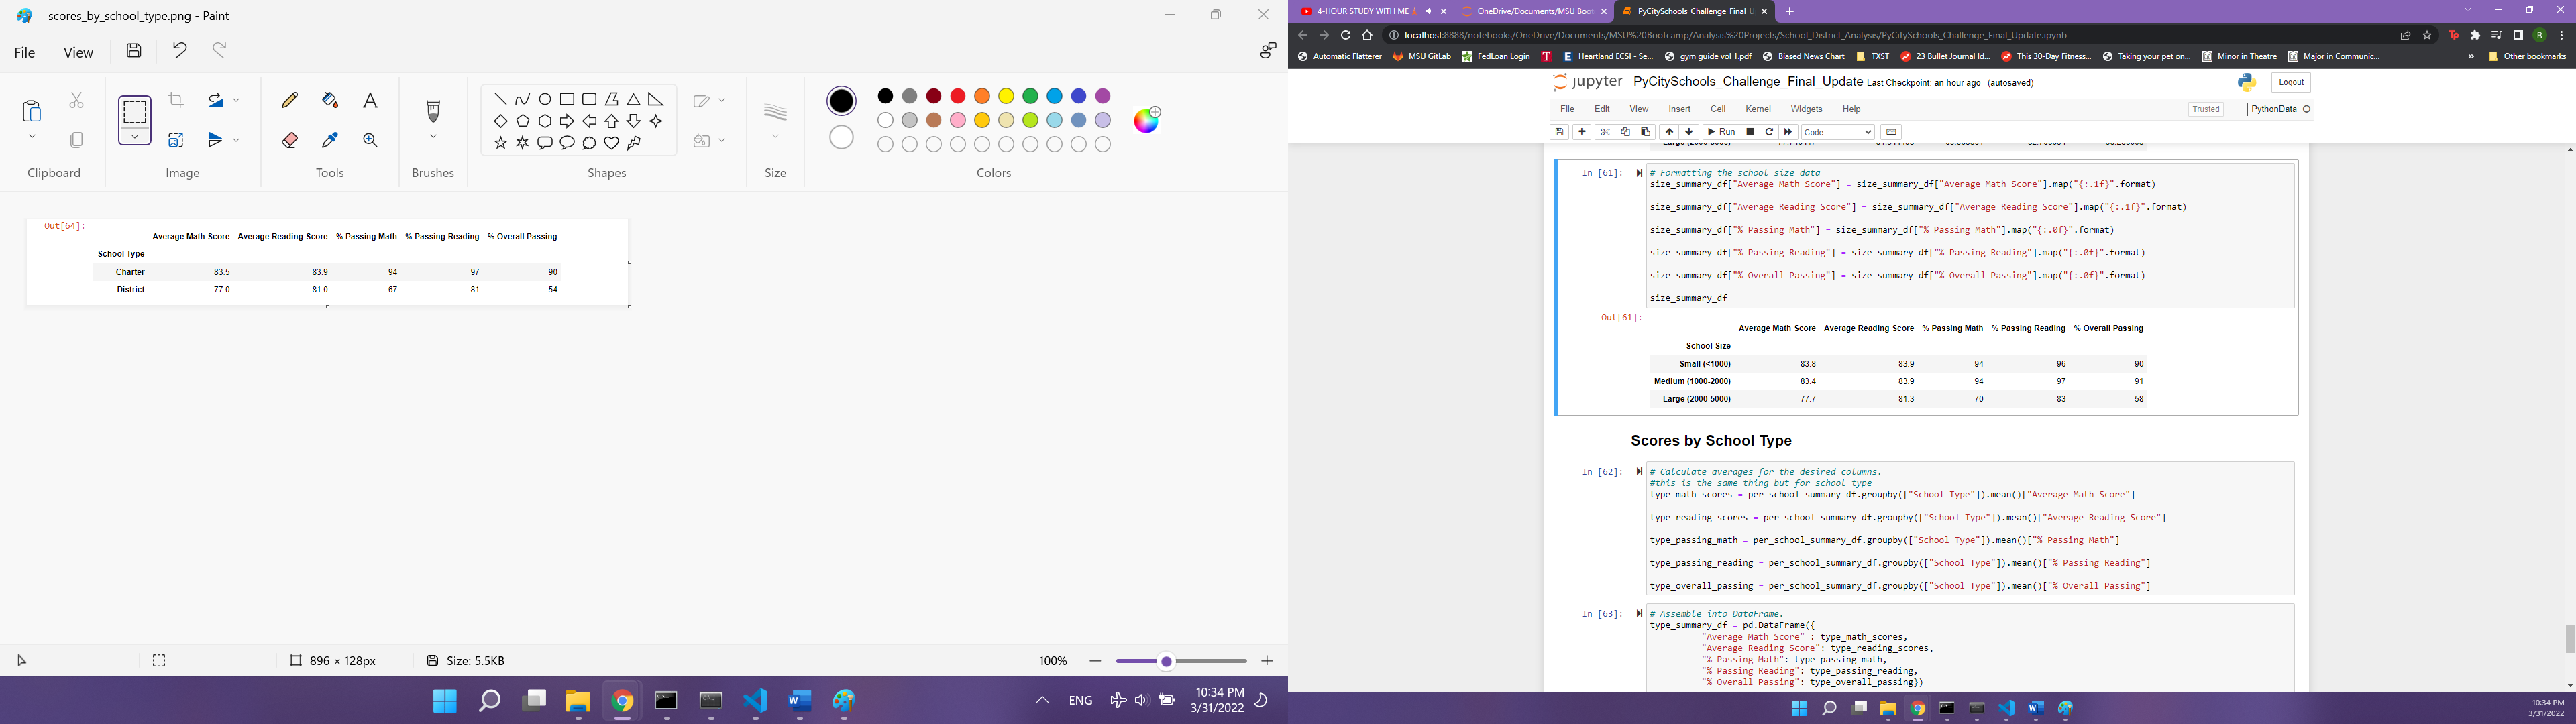 scores_by_school_type.png - Paint
File View
Clipboard Image Tools Brushes Shapes Size Colors
Out[64]:
Average Math Score Average Reading Score % Passing Math % Passing Reading % Overall Passing
School Type
Charter 83.5 83.9 94 97 90
District 77.0 81.0 67 81 54
896 × 128px Size: 5.5KB 100%
ENG 10:34 PM
3/31/2022
4-HOUR STUDY WITH ME OneDrive/Documents/MSU Boot PyCitySchools_Challenge_Final_U
localhost:8888/notebooks/OneDrive/Documents/MSU%20Bootcamp/Analysis%20Projects/School_District_Analysis/PyCitySchools_Challenge_Final_Update.ipynb
Automatic Flatterer MSU GitLab FedLoan Login Heartland ECSI - Se... gym guide vol 1.pdf Biased News Chart TXST 23 Bullet Journal Id... This 30-Day Fitness... Taking your pet on... Minor in Theatre Major in Communic... » Other bookmarks
jupyter PyCitySchools_Challenge_Final_Update Last Checkpoint: an hour ago (autosaved) Logout
File Edit View Insert Cell Kernel Widgets Help Trusted PythonData
Run Code
In [61]: # Formatting the school size data
size_summary_df["Average Math Score"] = size_summary_df["Average Math Score"].map("{:.1f}".format)
size_summary_df["Average Reading Score"] = size_summary_df["Average Reading Score"].map("{:.1f}".format)
size_summary_df["% Passing Math"] = size_summary_df["% Passing Math"].map("{:.0f}".format)
size_summary_df["% Passing Reading"] = size_summary_df["% Passing Reading"].map("{:.0f}".format)
size_summary_df["% Overall Passing"] = size_summary_df["% Overall Passing"].map("{:.0f}".format)
size_summary_df
Out[61]:
Average Math Score Average Reading Score % Passing Math % Passing Reading % Overall Passing
School Size
Small (<1000) 83.8 83.9 94 96 90
Medium (1000-2000) 83.4 83.9 94 97 91
Large (2000-5000) 77.7 81.3 70 83 58
Scores by School Type
In [62]: # Calculate averages for the desired columns.
#this is the same thing but for school type
type_math_scores = per_school_summary_df.groupby(["School Type"]).mean()["Average Math Score"]
type_reading_scores = per_school_summary_df.groupby(["School Type"]).mean()["Average Reading Score"]
type_passing_math = per_school_summary_df.groupby(["School Type"]).mean()["% Passing Math"]
type_passing_reading = per_school_summary_df.groupby(["School Type"]).mean()["% Passing Reading"]
type_overall_passing = per_school_summary_df.groupby(["School Type"]).mean()["% Overall Passing"]
In [63]: # Assemble into DataFrame.
type_summary_df = pd.DataFrame({
"Average Math Score" : type_math_scores,
"Average Reading Score": type_reading_scores,
"% Passing Math": type_passing_math,
"% Passing Reading": type_passing_reading,
"% Overall Passing": type_overall_passing})
10:34 PM
3/31/2022